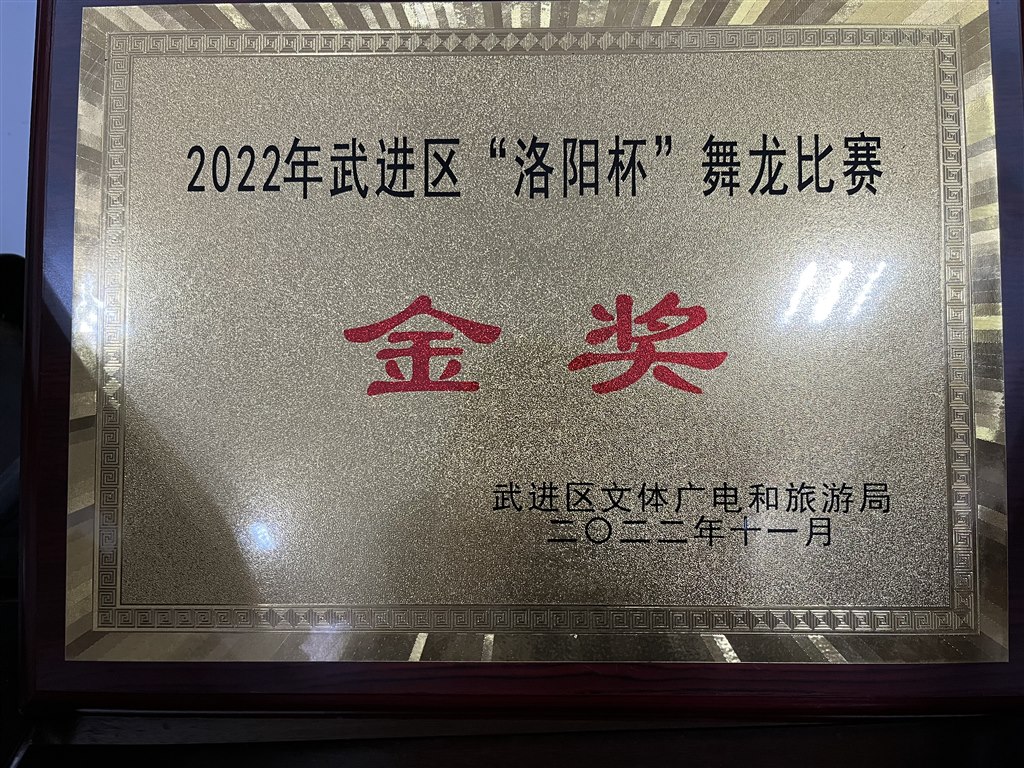 2022年武进区“洛阳杯”舞龙比赛
金奖
武进区文体广电和旅游局
二〇二二年十一月